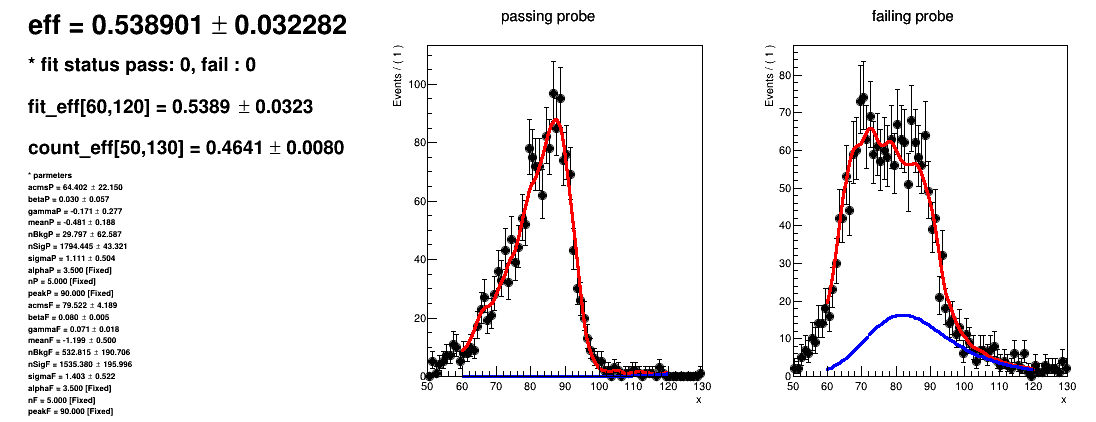 eff = 0.538901 ± 0.032282
* fit status pass: 0, fail : 0
fit_eff[60,120] = 0.5389 ± 0.0323
count_eff[50,130] = 0.4641 ± 0.0080
* parmeters
acmsP = 64.402 ± 22.150
betaP = 0.030 ± 0.057
gammaP = -0.171 ± 0.277
meanP = -0.481 ± 0.188
nBkgP = 29.797 ± 62.587
nSigP = 1794.445 ± 43.321
sigmaP = 1.111 ± 0.504
alphaP = 3.500 [Fixed]
nP = 5.000 [Fixed]
peakP = 90.000 [Fixed]
acmsF = 79.522 ± 4.189
betaF = 0.080 ± 0.005
gammaF = 0.071 ± 0.018
meanF = -1.199 ± 0.500
nBkgF = 532.815 ± 190.706
nSigF = 1535.380 ± 195.996
sigmaF = 1.403 ± 0.522
alphaF = 3.500 [Fixed]
nF = 5.000 [Fixed]
peakF = 90.000 [Fixed]
passing probe
Events / ( 1 )
100
80
60
40
20
0
50 60 70 80 90 100 110 120 130
x
failing probe
Events / ( 1 )
80
70
60
50
40
30
20
10
0
50 60 70 80 90 100 110 120 130
x